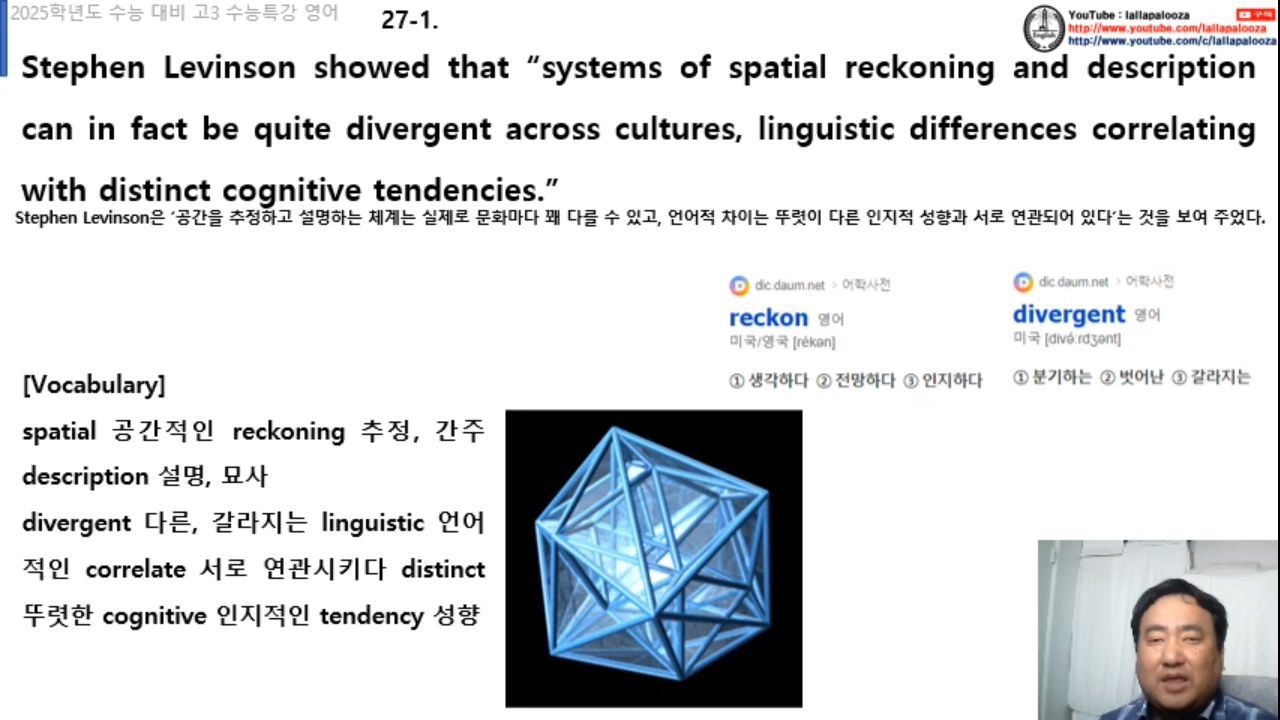 2025학년도 수능 대비 고3 수능특강 영어
27-1.
YouTube : lallapalooza
구독
http://www.youtube.com/lallapalooza
http://www.youtube.com/c/lallapalooza
English
Stephen Levinson showed that “systems of spatial reckoning and description
can in fact be quite divergent across cultures, linguistic differences correlating
with distinct cognitive tendencies.”
Stephen Levinson은 ‘공간을 추정하고 설명하는 체계는 실제로 문화마다 꽤 다를 수 있고, 언어적 차이는 뚜렷이 다른 인지적 성향과 서로 연관되어 있다’는 것을 보여 주었다.
dic.daum.net › 어학사전
reckon 영어
미국/영국 [rékən]
① 생각하다 ② 전망하다 ③ 인지하다
dic.daum.net › 어학사전
divergent 영어
미국 [divə́:rdʒənt]
① 분기하는 ② 벗어난 ③ 갈라지는
[Vocabulary]
spatial 공간적인 reckoning 추정, 간주
description 설명, 묘사
divergent 다른, 갈라지는 linguistic 언어
적인 correlate 서로 연관시키다 distinct
뚜렷한 cognitive 인지적인 tendency 성향